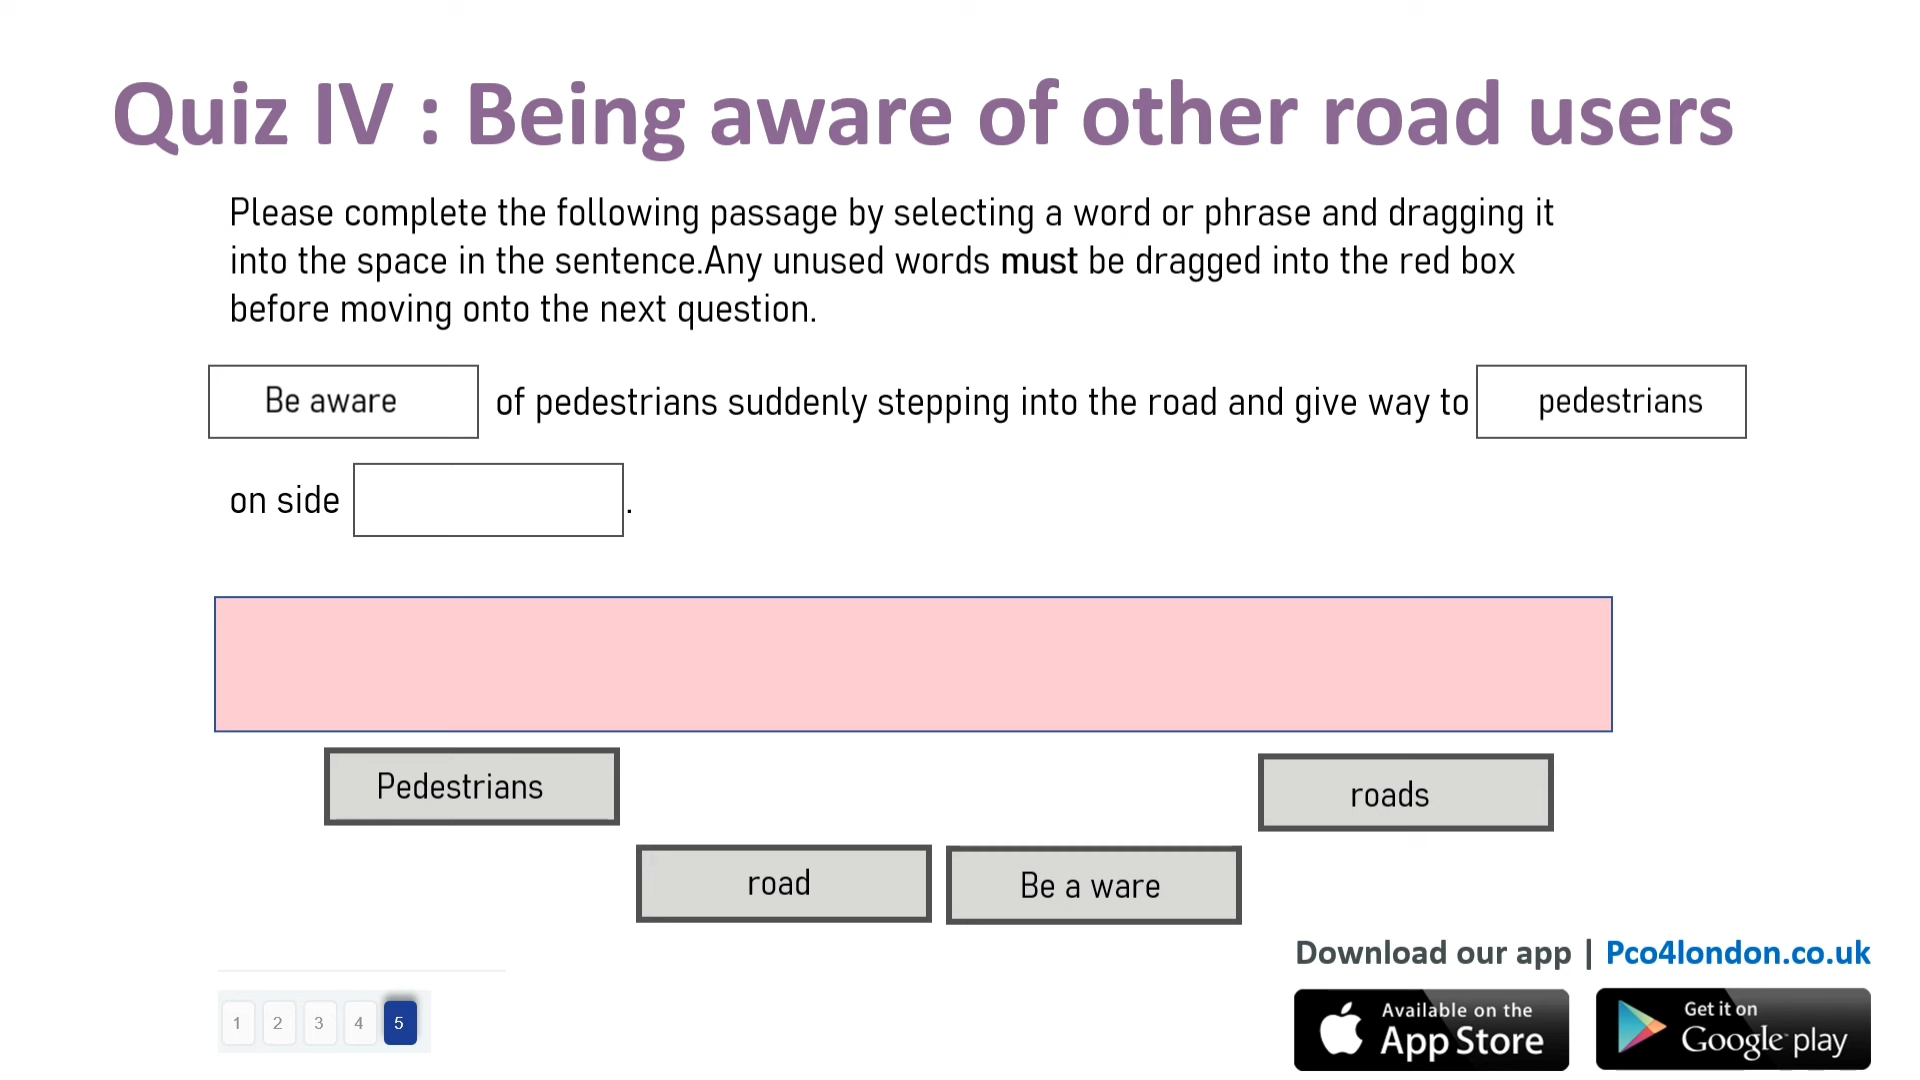 Quiz IV : Being aware of other road users
Please complete the following passage by selecting a word or phrase and dragging it
into the space in the sentence.Any unused words must be dragged into the red box
before moving onto the next question.
Be aware of pedestrians suddenly stepping into the road and give way to pedestrians
on side .
Pedestrians
roads
road
Be a ware
Download our app | Pco4london.co.uk
1 2 3 4 5
Available on the
App Store
Get it on
Google play